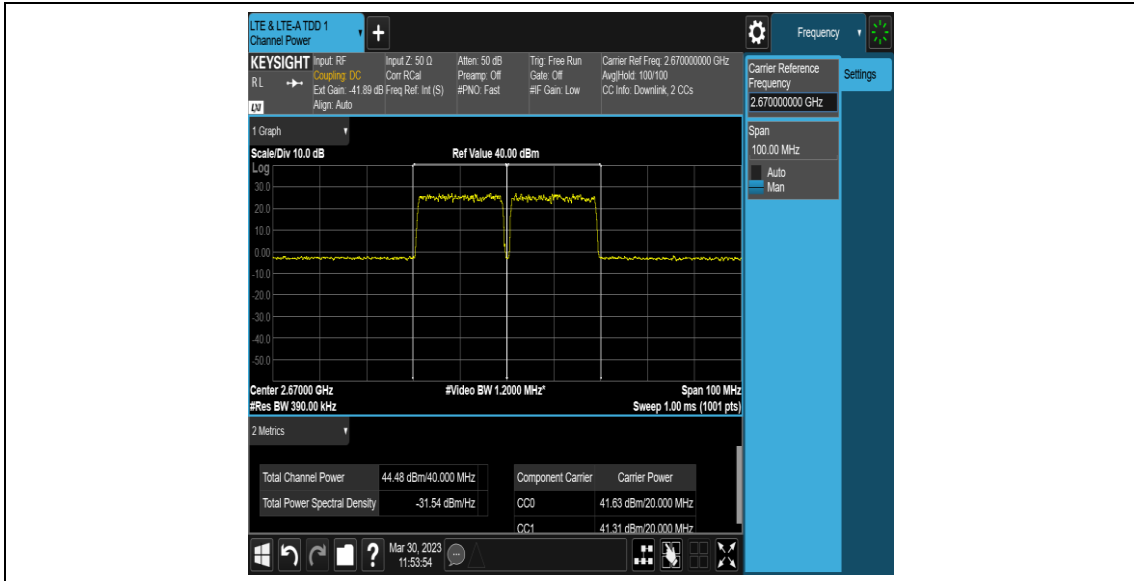 LTE & LTE-A TDD 1
Channel Power
+
Frequency
KEYSIGHT
RL
LXI
Input: RF
Coupling: DC
Ext Gain: -41.89 dB
Align: Auto
Input Z: 50 Ω
Corr RCal
Freq Ref: Int (S)
Atten: 50 dB
Preamp: Off
#PNO: Fast
Trig: Free Run
Gate: Off
#IF Gain: Low
Carrier Ref Freq: 2.670000000 GHz
Avg|Hold: 100/100
CC Info: Downlink, 2 CCs
Carrier Reference
Frequency
2.670000000 GHz
Settings
Span
100.00 MHz
Auto
Man
1 Graph
Scale/Div 10.0 dB
Ref Value 40.00 dBm
Log
30.0
20.0
10.0
0.00
-10.0
-20.0
-30.0
-40.0
-50.0
Center 2.67000 GHz
#Video BW 1.2000 MHz*
Span 100 MHz
#Res BW 390.00 kHz
Sweep 1.00 ms (1001 pts)
2 Metrics
Total Channel Power 44.48 dBm/40.000 MHz
Total Power Spectral Density -31.54 dBm/Hz
Component Carrier Carrier Power
CC0 41.63 dBm/20.000 MHz
CC1 41.31 dBm/20.000 MHz
?
Mar 30, 2023
11:53:54